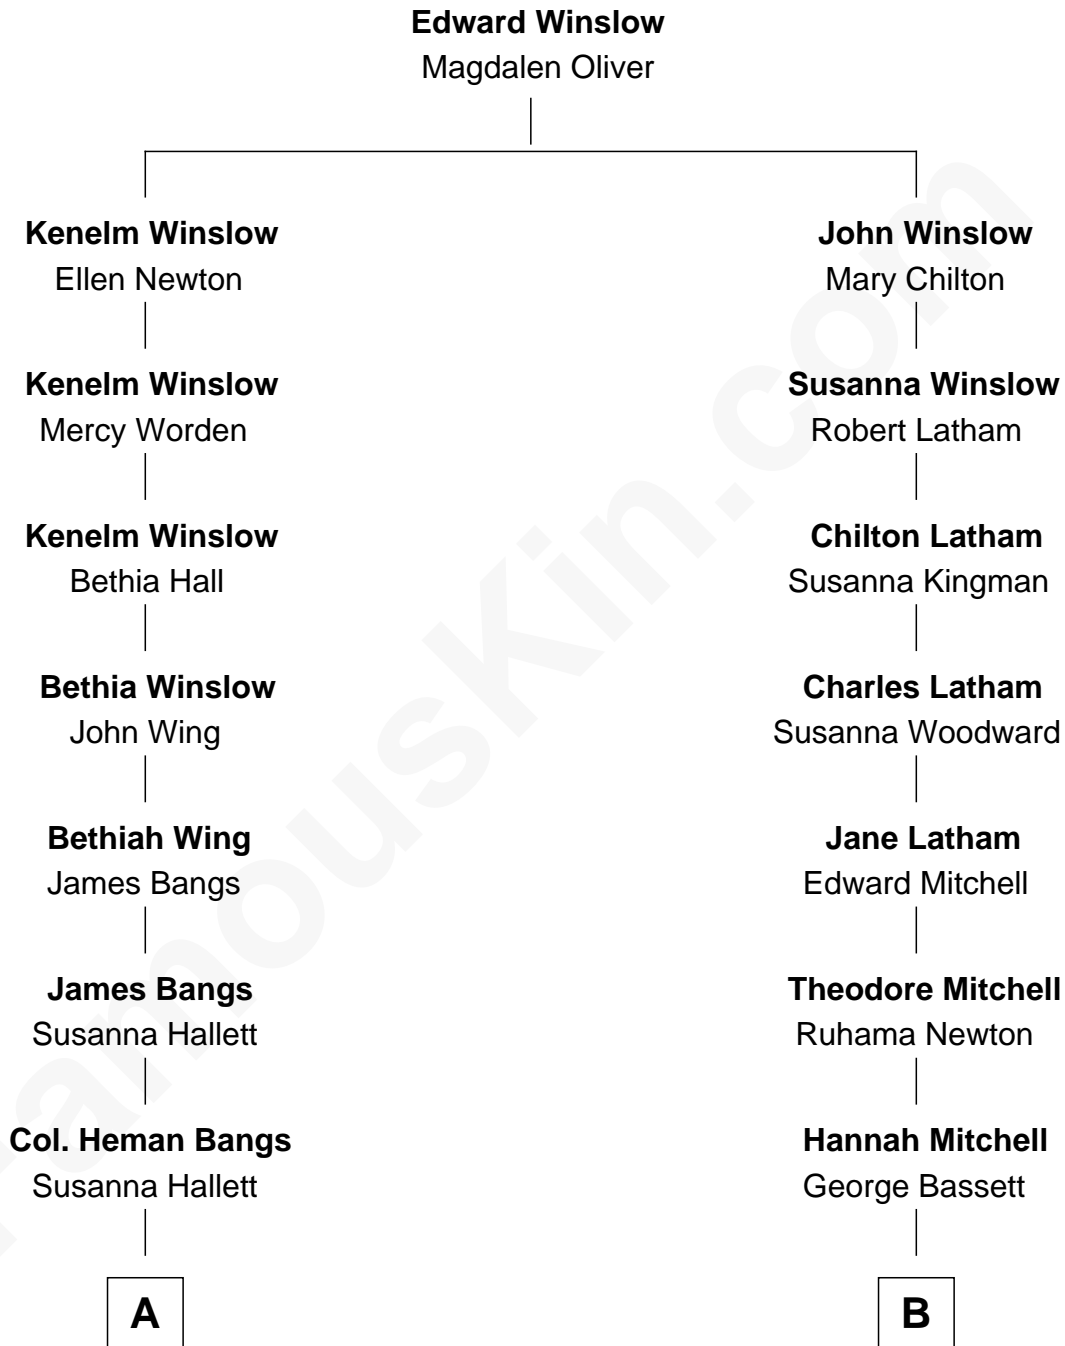 Edward Winslow
Magdalen Oliver
Kenelm Winslow
Ellen Newton
John Winslow
Mary Chilton
Kenelm Winslow
Mercy Worden
Susanna Winslow
Robert Latham
Kenelm Winslow
Bethia Hall
Chilton Latham
Susanna Kingman
Bethia Winslow
John Wing
Charles Latham
Susanna Woodward
Bethiah Wing
James Bangs
Jane Latham
Edward Mitchell
James Bangs
Susanna Hallett
Theodore Mitchell
Ruhama Newton
Col. Heman Bangs
Susanna Hallett
Hannah Mitchell
George Bassett
A
B
FamousKin.com